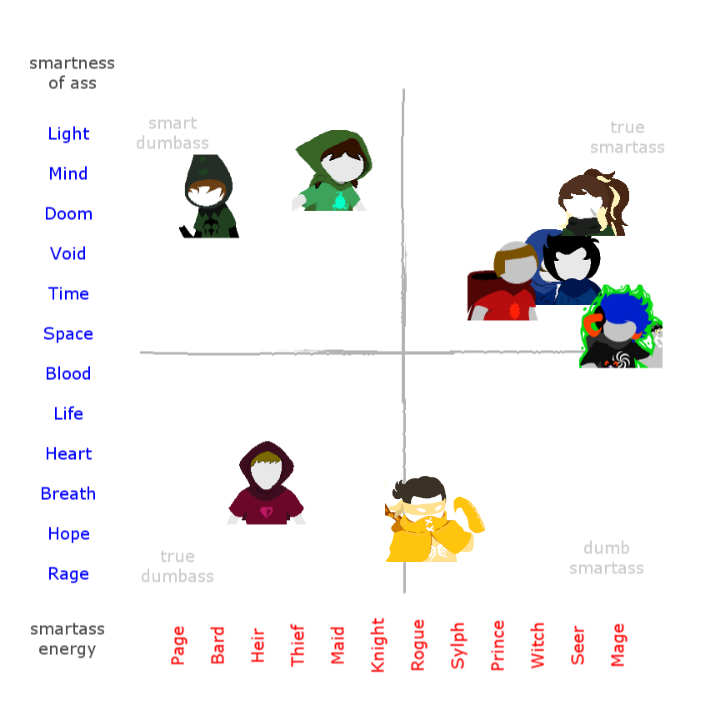 smartness
of ass
smart
dumbass
true
smartass
Light
Mind
Doom
Void
Time
Space
Blood
Life
Heart
Breath
Hope
Rage
true
dumbass
dumb
smartass
smartass
energy
Page
Bard
Heir
Thief
Maid
Knight
Rogue
Sylph
Prince
Witch
Seer
Mage